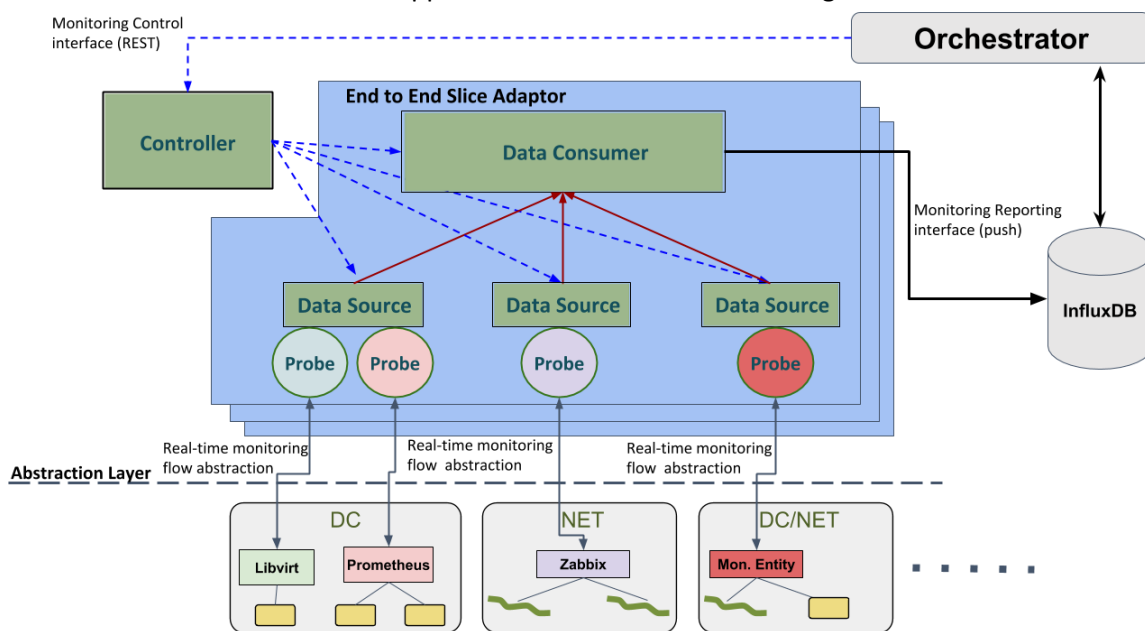 Monitoring Control
interface (REST)
Orchestrator
End to End Slice Adaptor
Controller
Data Consumer
Monitoring Reporting
interface (push)
Data Source
Data Source
Data Source
InfluxDB
Probe
Probe
Probe
Probe
Real-time monitoring
flow abstraction
Real-time monitoring
flow abstraction
Real-time monitoring
flow abstraction
Abstraction Layer
DC
NET
DC/NET
Libvirt
Prometheus
Zabbix
Mon. Entity